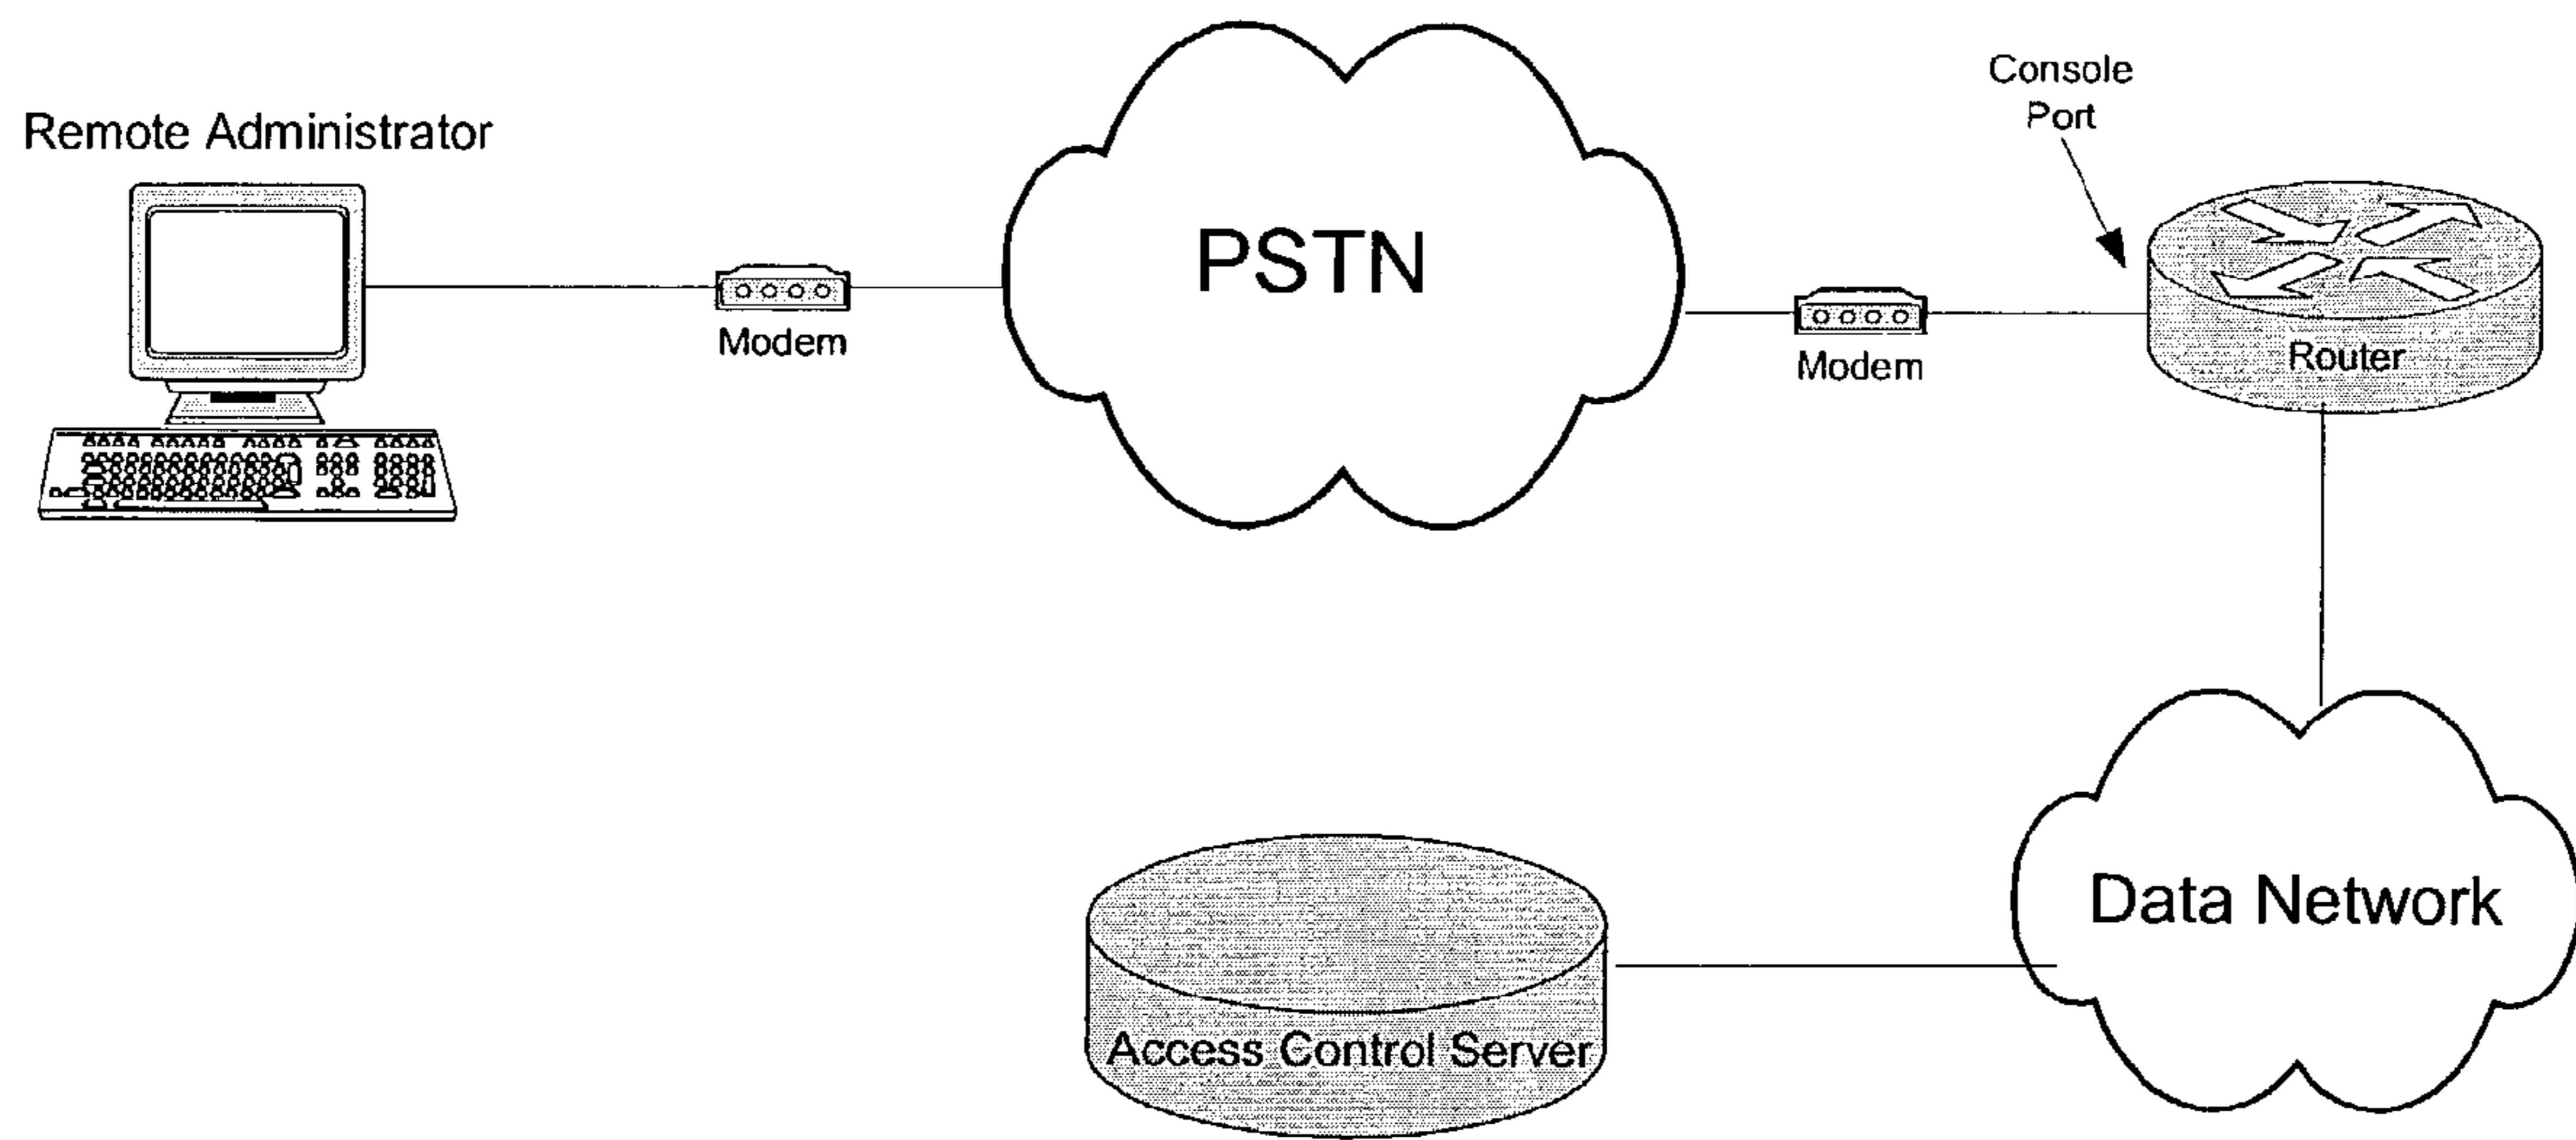 Remote Administrator
Modem
PSTN
Modem
Console
Port
Router
Data Network
Access Control Server